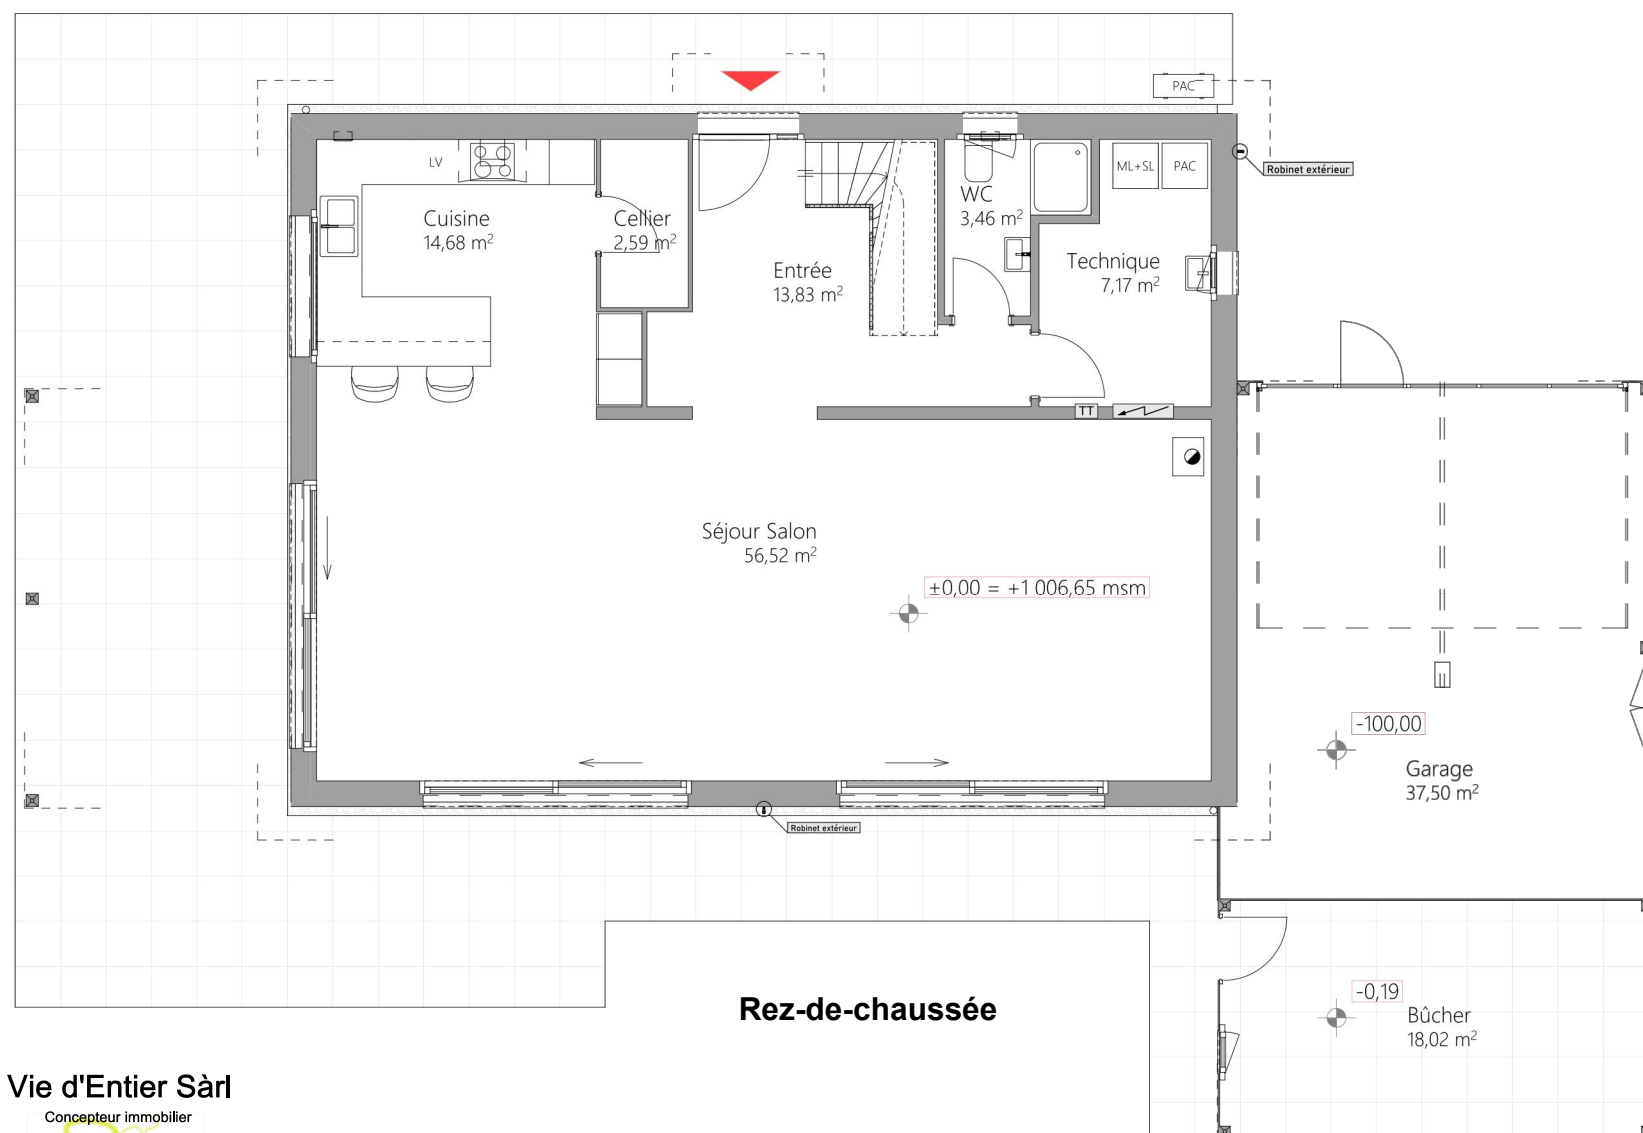 PAC
LV
ML+SL
PAC
Robinet extérieur
WC
3,46 m²
Cuisine
14,68 m²
Cellier
2,59 m²
Entrée
13,83 m²
Technique
7,17 m²
TT
Séjour Salon
56,52 m²
±0,00 = +1 006,65 msm
-100,00
Garage
37,50 m²
Robinet extérieur
Rez-de-chaussée
-0,19
Bûcher
18,02 m²
Vie d'Entier Sàrl
Concepteur immobilier